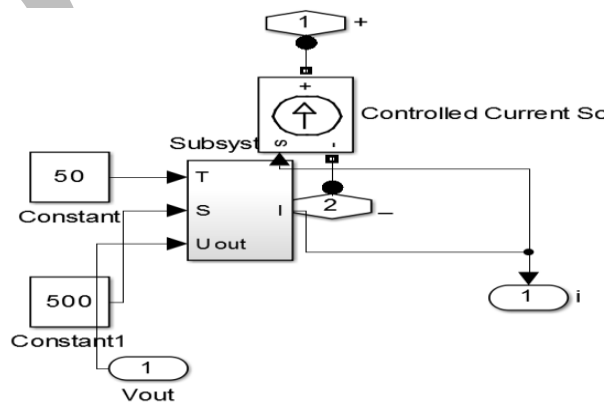 1 +
+
Controlled Current So
s -
Subsyst
50
T
Constant
2 _
S I
Uout
500
1 i
Constant1
1
Vout